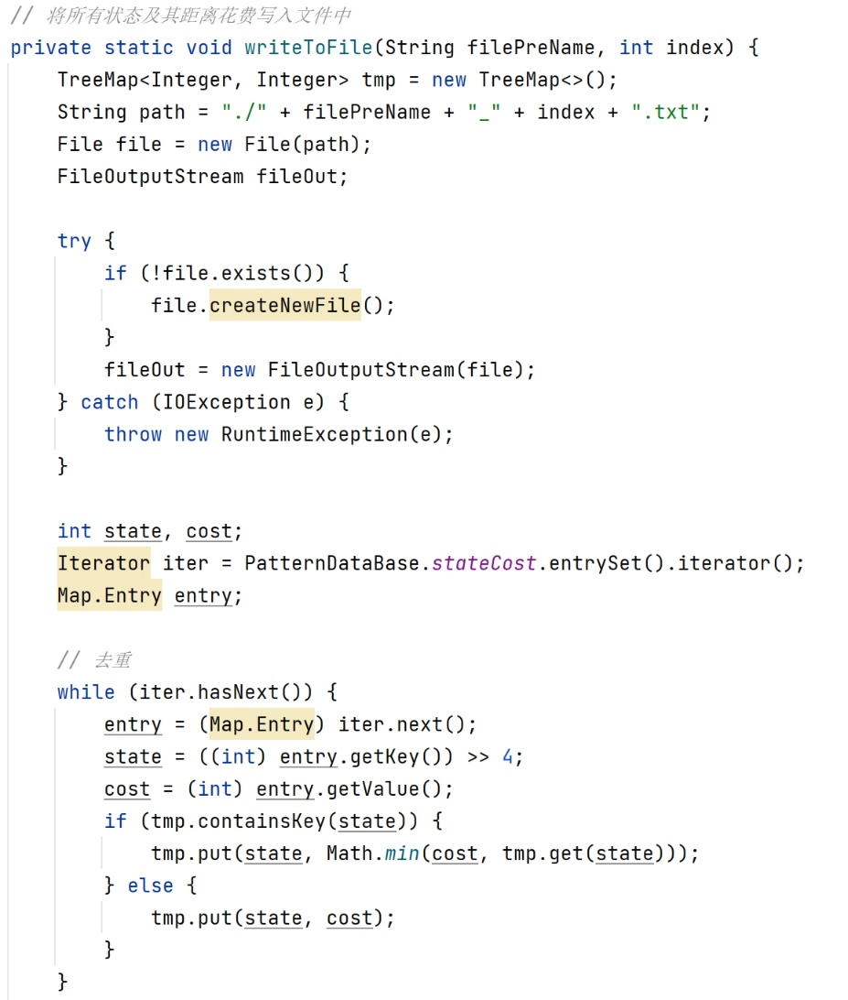 // 将所有状态及其距离花费写入文件中
private static void writeToFile(String filePreName, int index) {
    TreeMap<Integer, Integer> tmp = new TreeMap<>();
    String path = "./" + filePreName + "_" + index + ".txt";
    File file = new File(path);
    FileOutputStream fileOut;

    try {
        if (!file.exists()) {
            file.createNewFile();
        }
        fileOut = new FileOutputStream(file);
    } catch (IOException e) {
        throw new RuntimeException(e);
    }

    int state, cost;
    Iterator iter = PatternDataBase.stateCost.entrySet().iterator();
    Map.Entry entry;

    // 去重
    while (iter.hasNext()) {
        entry = (Map.Entry) iter.next();
        state = ((int) entry.getKey()) >> 4;
        cost = (int) entry.getValue();
        if (tmp.containsKey(state)) {
            tmp.put(state, Math.min(cost, tmp.get(state)));
        } else {
            tmp.put(state, cost);
        }
    }